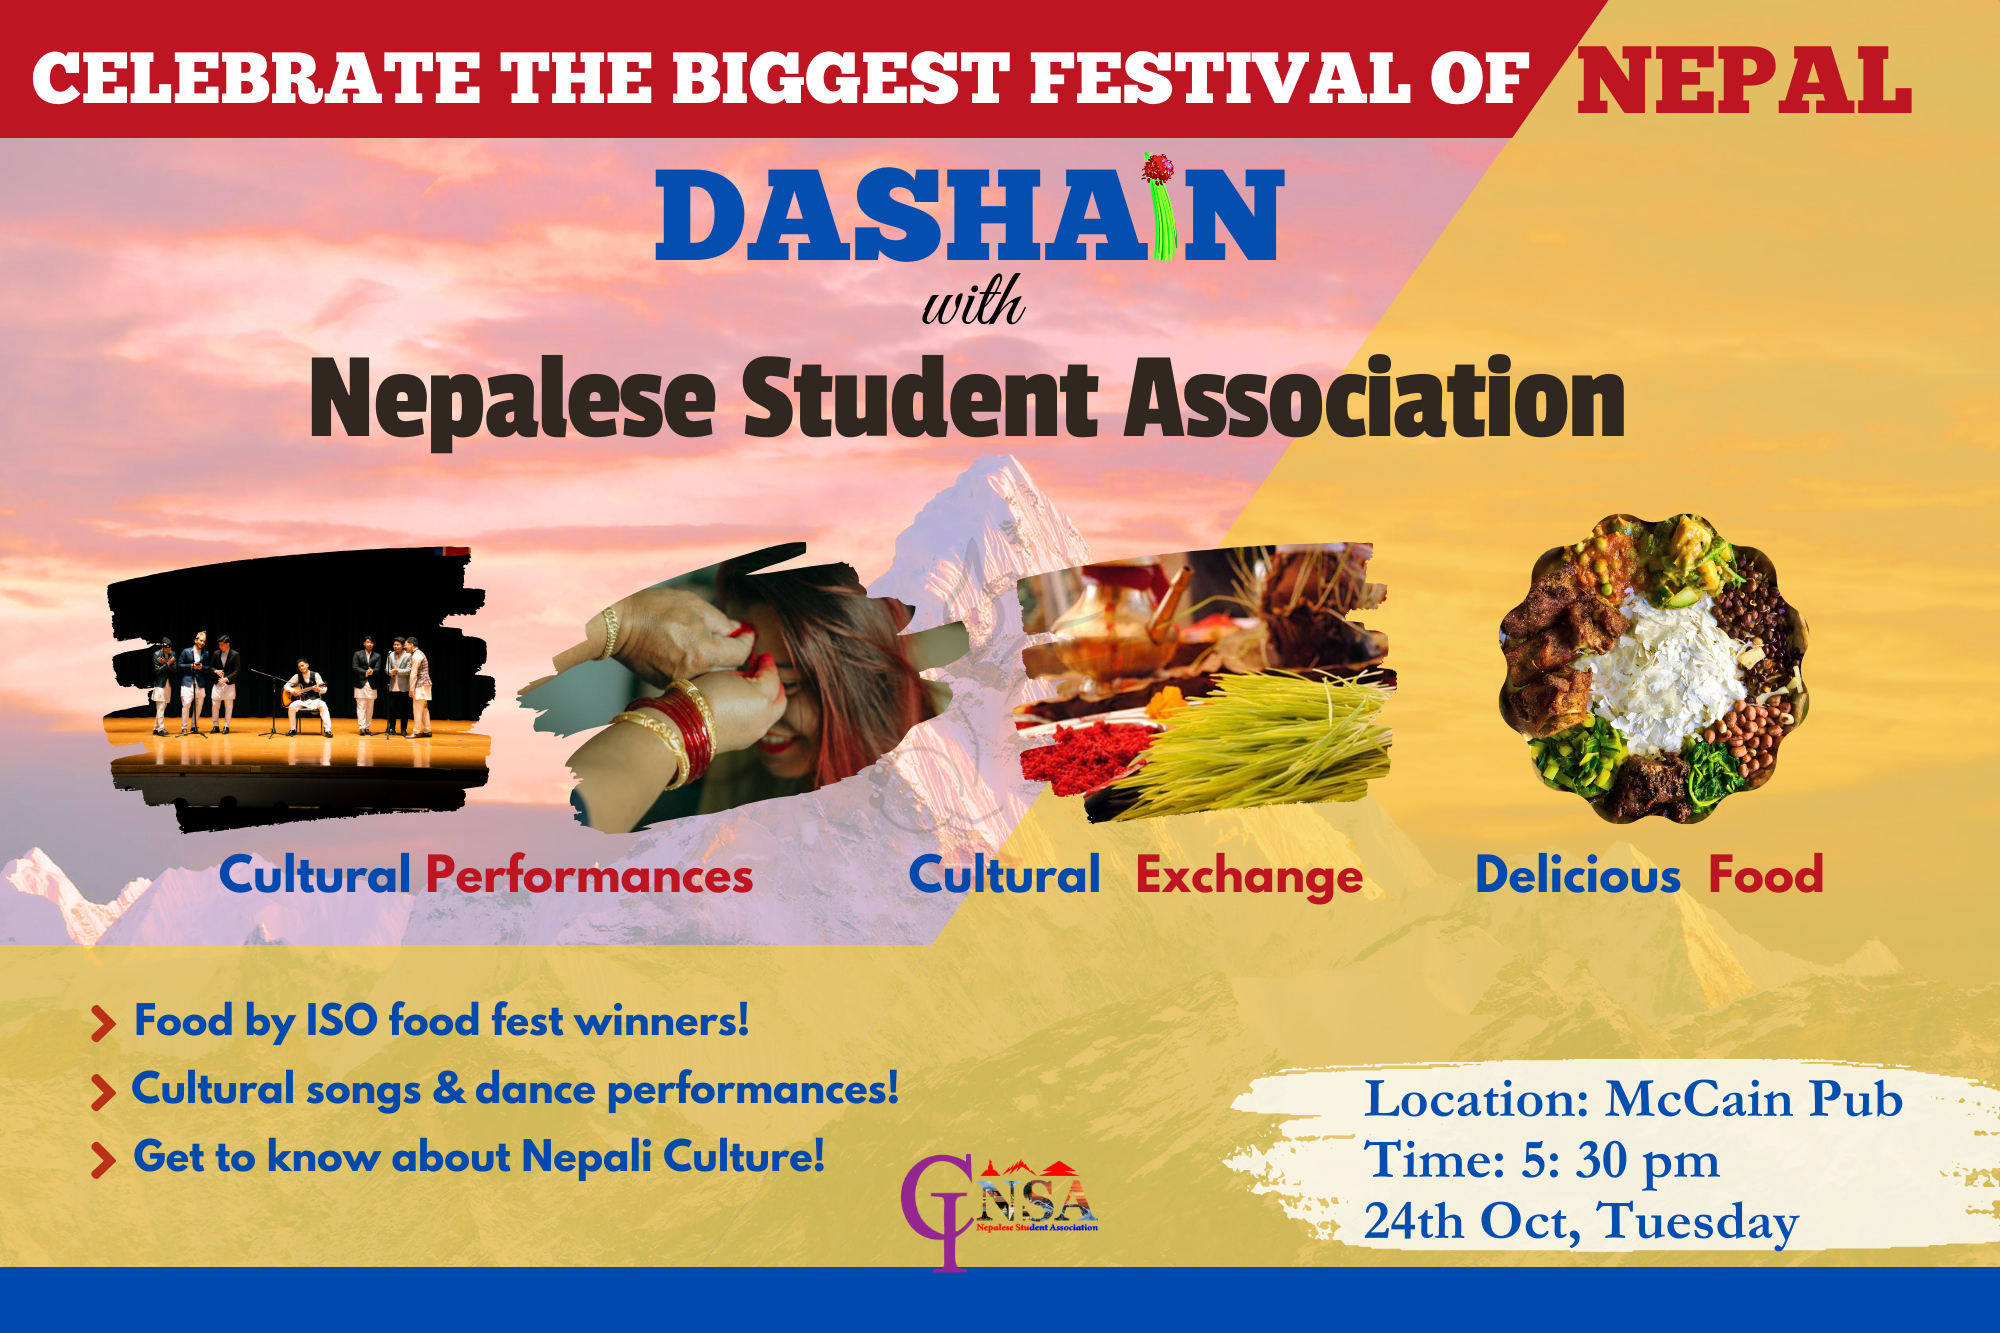 CELEBRATE THE BIGGEST FESTIVAL OF NEPAL
DASHAIN
with
Nepalese Student Association
Cultural Performances
Cultural Exchange
Delicious Food
Food by ISO food fest winners!
Cultural songs & dance performances!
Get to know about Nepali Culture!
CI NSA
Nepalese Student Association
Location: McCain Pub
Time: 5: 30 pm
24th Oct, Tuesday